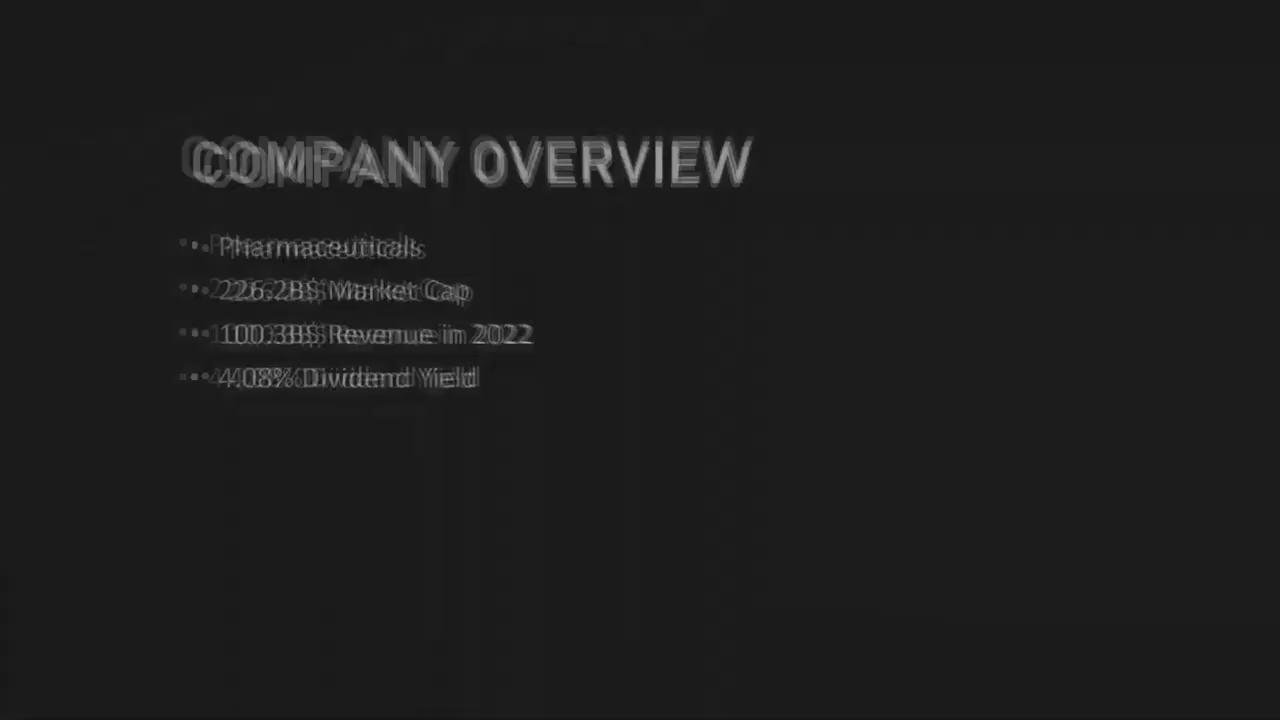 COMPANY OVERVIEW
• Pharmaceuticals
• 226.2B$ Market Cap
• 100.3B$ Revenue in 2022
• 4.08% Dividend Yield